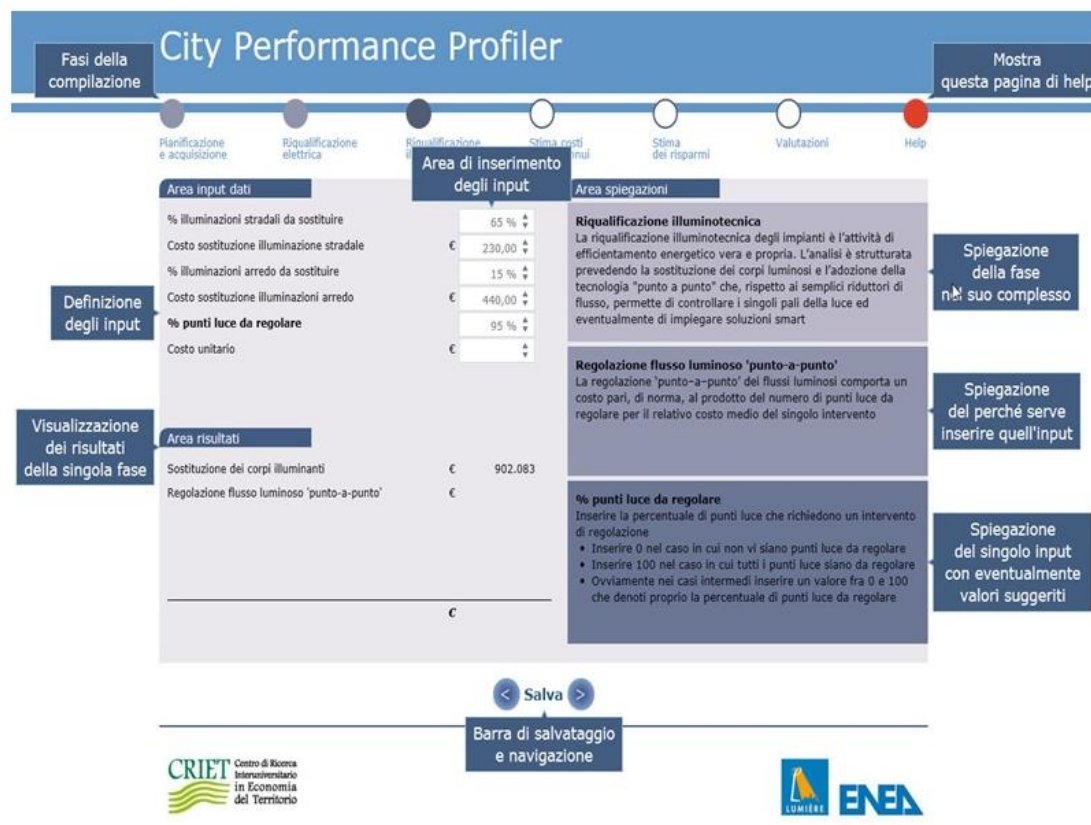 City Performance Profiler
Fasi della
compilazione
Mostra
questa pagina di help
Pianificazione
e acquisizione
Riqualificazione
elettrica
Riqualificazione
Stima costi
Stima
dei risparmi
Valutazioni
Help
Area di inserimento
degli input
Area input dati
% illuminazioni stradali da sostituire
65 %
Costo sostituzione illuminazione stradale
€ 230,00
% illuminazioni arredo da sostituire
15 %
Costo sostituzione illuminazioni arredo
€ 440,00
% punti luce da regolare
95 %
Costo unitario
€
Definizione
degli input
Visualizzazione
dei risultati
della singola fase
Area risultati
Sostituzione dei corpi illuminanti
€ 902.083
Regolazione flusso luminoso 'punto-a-punto'
€
€
Area spiegazioni
Riqualificazione illuminotecnica
La riqualificazione illuminotecnica degli impianti è l'attività di
efficientamento energetico vera e propria. L'analisi è strutturata
prevedendo la sostituzione dei corpi luminosi e l'adozione della
tecnologia "punto a punto" che, rispetto ai semplici riduttori di
flusso, permette di controllare i singoli pali della luce ed
eventualmente di impiegare soluzioni smart
Spiegazione
della fase
nel suo complesso
Regolazione flusso luminoso 'punto-a-punto'
La regolazione 'punto-a-punto' dei flussi luminosi comporta un
costo pari, di norma, al prodotto del numero di punti luce da
regolare per il relativo costo medio del singolo intervento
Spiegazione
del perché serve
inserire quell'input
% punti luce da regolare
Inserire la percentuale di punti luce che richiedono un intervento
di regolazione
• Inserire 0 nel caso in cui non vi siano punti luce da regolare
• Inserire 100 nel caso in cui tutti i punti luce siano da regolare
• Ovviamente nei casi intermedi inserire un valore fra 0 e 100
che denoti proprio la percentuale di punti luce da regolare
Spiegazione
del singolo input
con eventualmente
valori suggeriti
< Salva >
Barra di salvataggio
e navigazione
CRIET
Centro di Ricerca
Interuniversitario
in Economia
del Territorio
LUMIÈRE
ENEA